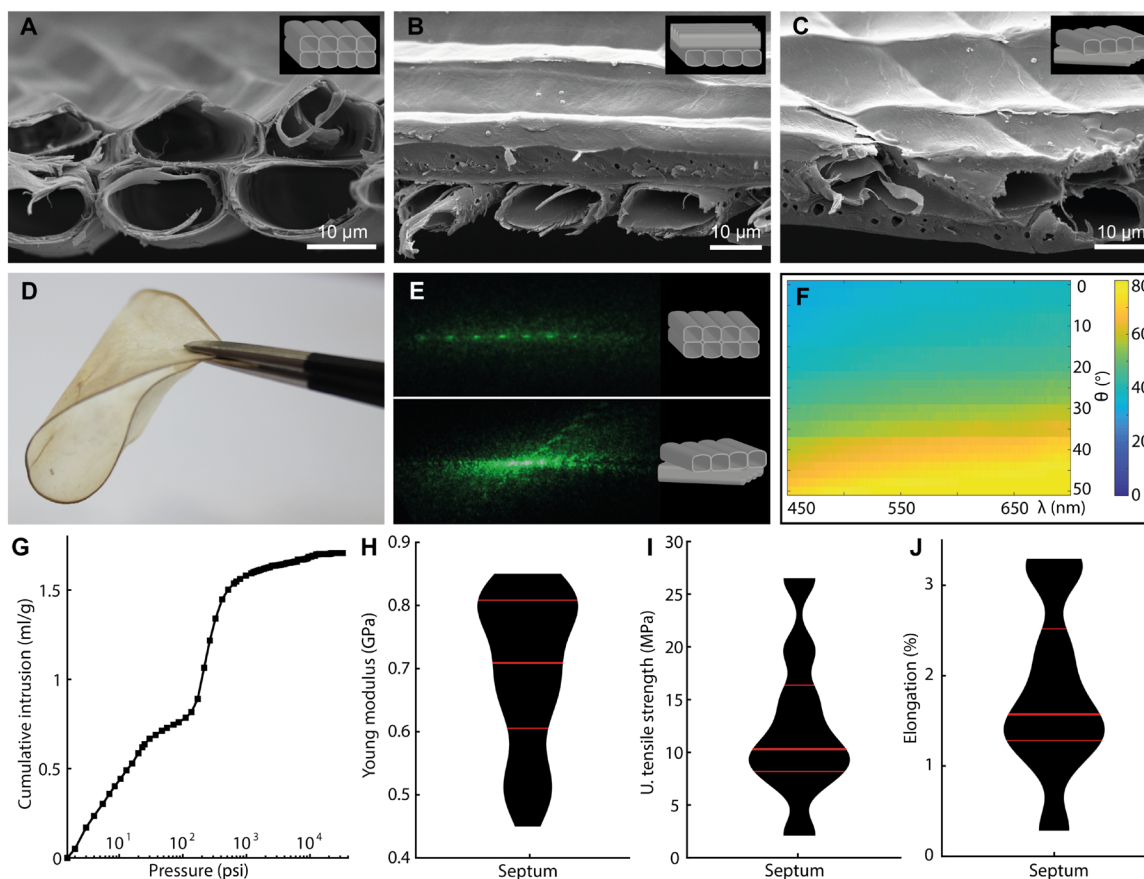 A
B
C
10 µm
10 µm
10 µm
D
E
F
0
10
20
30
40
50
θ (°)
80
60
40
20
0
450
550
650
λ (nm)
G
Cumulative intrusion (ml/g)
1.5
1
0.5
0
10¹
10²
10³
10⁴
Pressure (psi)
H
Young modulus (GPa)
0.9
0.8
0.7
0.6
0.5
0.4
Septum
I
U. tensile strength (MPa)
30
25
20
15
10
5
0
Septum
J
Elongation (%)
3
2
1
0
Septum